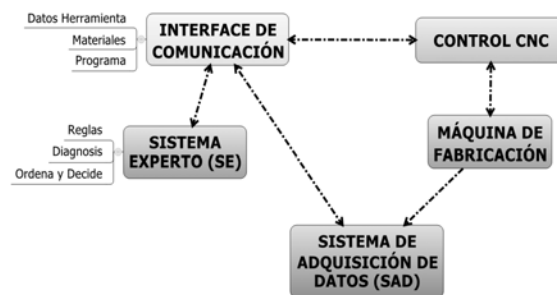 Datos Herramienta
Materiales
Programa
INTERFACE DE
COMUNICACIÓN
CONTROL CNC
Reglas
Diagnosis
Ordena y Decide
SISTEMA
EXPERTO (SE)
MÁQUINA DE
FABRICACIÓN
SISTEMA DE
ADQUISICIÓN DE
DATOS (SAD)